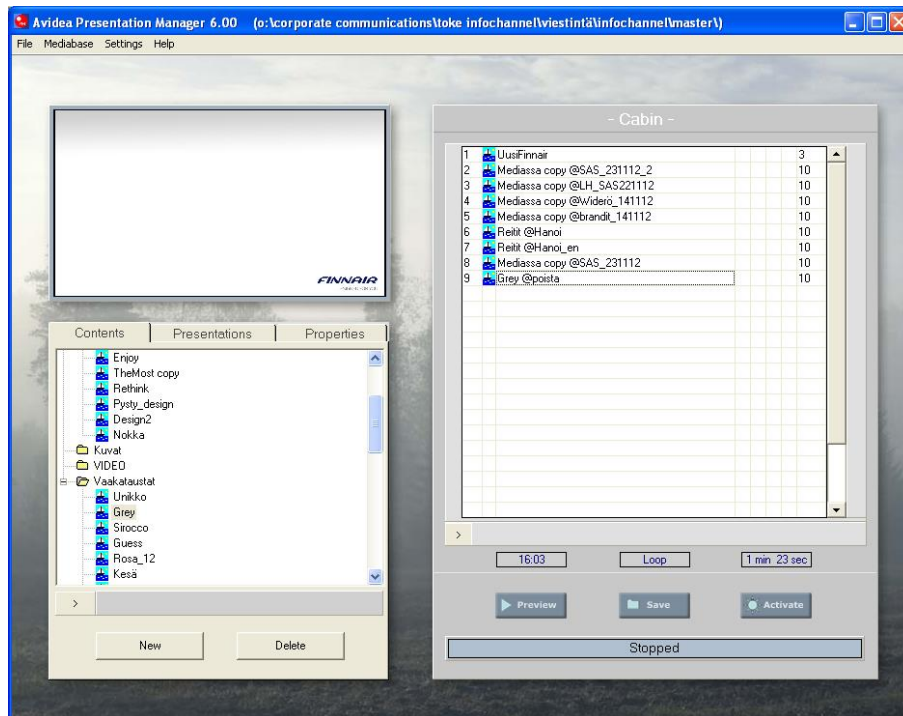 Avidea Presentation Manager 6.00 (o:\corporate communications\toke infochannel\viestintä\infochannel\master\)
File Mediabase Settings Help
FINNAIR
Contents Presentations Properties
Enjoy
TheMost copy
Rethink
Pysty_design
Design2
Nokka
Kuvat
VIDEO
Vaakataustat
Unikko
Grey
Sirocco
Guess
Rosa_12
Kesä
>
New Delete
- Cabin -
1 UusiFinnair 3
2 Mediassa copy @SAS_231112_2 10
3 Mediassa copy @LH_SAS221112 10
4 Mediassa copy @Widerö_141112 10
5 Mediassa copy @brandit_141112 10
6 Reitit @Hanoi 10
7 Reitit @Hanoi_en 10
8 Mediassa copy @SAS_231112 10
9 Grey @poista 10
>
16:03 Loop 1 min 23 sec
Preview Save Activate
Stopped